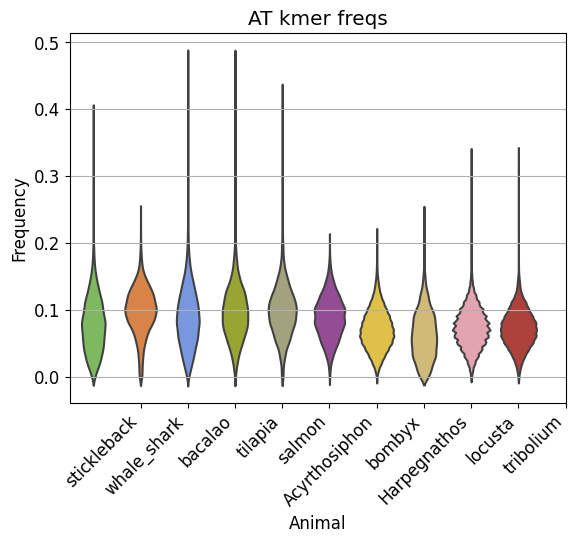 AT kmer freqs
0.5
0.4
0.3
0.2
0.1
0.0
Frequency
stickleback
whale_shark
bacalao
tilapia
salmon
Acyrthosiphon
bombyx
Harpegnathos
locusta
tribolium
Animal